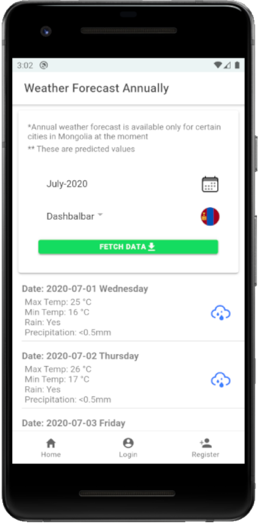 3:02
Weather Forecast Annually
*Annual weather forecast is available only for certain
cities in Mongolia at the moment
** These are predicted values
July-2020
Dashbalbar
FETCH DATA
Date: 2020-07-01 Wednesday
Max Temp: 25 °C
Min Temp: 16 °C
Rain: Yes
Precipitation: <0.5mm
Date: 2020-07-02 Thursday
Max Temp: 26 °C
Min Temp: 17 °C
Rain: Yes
Precipitation: <0.5mm
Date: 2020-07-03 Friday
Home Login Register